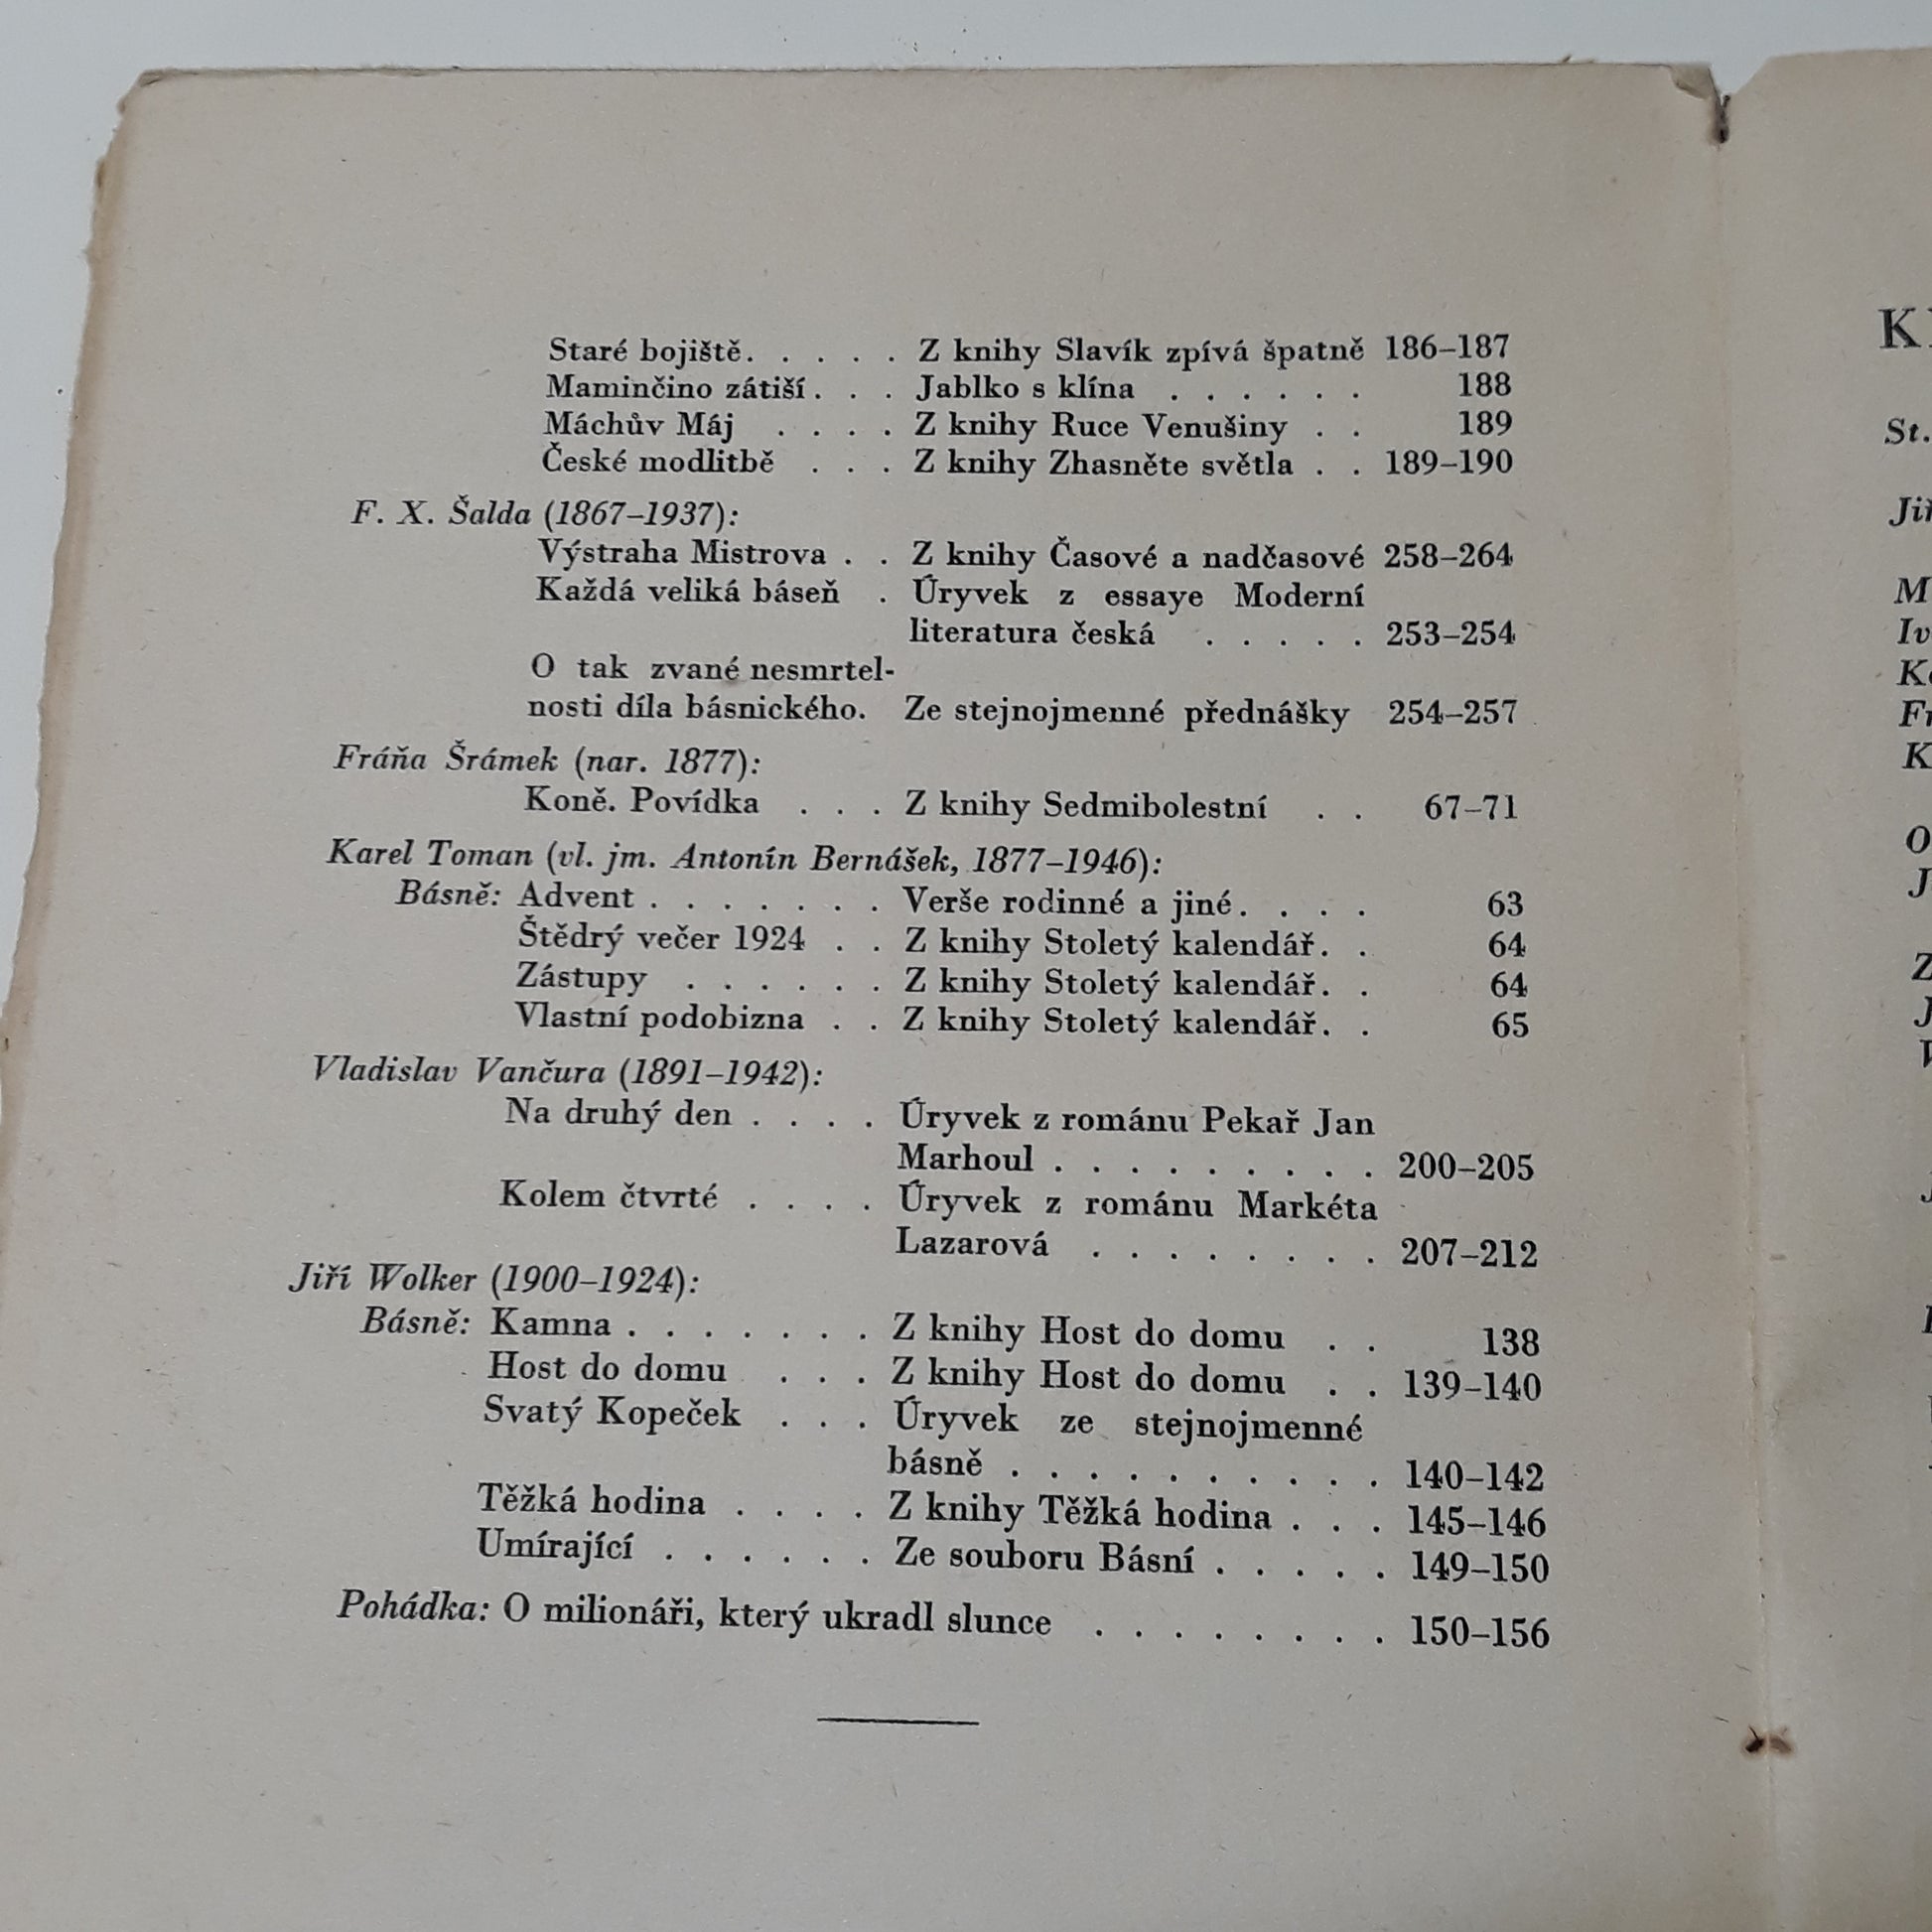 Staré bojiště. . . . . Z knihy Slavík zpívá špatně 186–187
Maminčino zátiší. . . Jablko s klína . . . . . . 188
Máchův Máj . . . . Z knihy Ruce Venušiny . . 189
České modlitbě . . . Z knihy Zhasněte světla . . 189–190
F. X. Šalda (1867–1937):
Výstraha Mistrova . . Z knihy Časové a nadčasové 258–264
Každá veliká báseň . Úryvek z essaye Moderní
literatura česká . . . . . 253–254
O tak zvané nesmrtel-
nosti díla básnického. Ze stejnojmenné přednášky 254–257
Fráňa Šrámek (nar. 1877):
Koně. Povídka . . . Z knihy Sedmibolestní . . 67–71
Karel Toman (vl. jm. Antonín Bernášek, 1877–1946):
Básně: Advent . . . . . . . Verše rodinné a jiné. . . . 63
Štědrý večer 1924 . . Z knihy Stoletý kalendář. . 64
Zástupy . . . . . . Z knihy Stoletý kalendář. . 64
Vlastní podobizna . . Z knihy Stoletý kalendář. . 65
Vladislav Vančura (1891–1942):
Na druhý den . . . . Úryvek z románu Pekař Jan
Marhoul . . . . . . . . . 200–205
Kolem čtvrté . . . . Úryvek z románu Markéta
Lazarová . . . . . . . . 207–212
Jiří Wolker (1900–1924):
Básně: Kamna . . . . . . . Z knihy Host do domu . . 138
Host do domu . . . Z knihy Host do domu . . 139–140
Svatý Kopeček . . . Úryvek ze stejnojmenné
básně . . . . . . . . . . 140–142
Těžká hodina . . . . Z knihy Těžká hodina . . . 145–146
Umírající . . . . . . Ze souboru Básní . . . . . 149–150
Pohádka: O milionáři, který ukradl slunce . . . . . . . . 150–156
St.